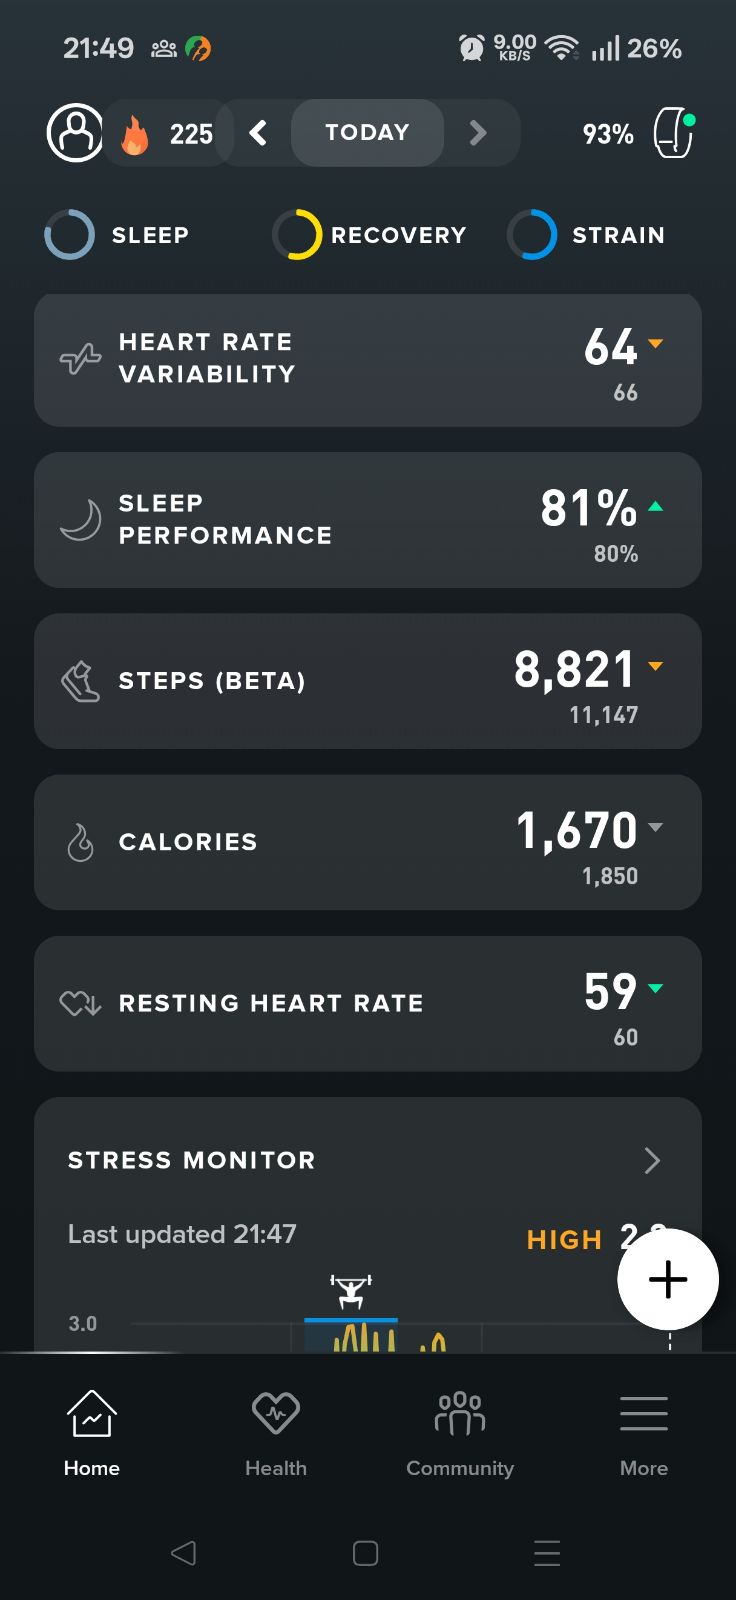 21:49 9.00 KB/S 26%
225 TODAY 93%
SLEEP RECOVERY STRAIN
HEART RATE
VARIABILITY
64
66
SLEEP
PERFORMANCE
81%
80%
STEPS (BETA)
8,821
11,147
CALORIES
1,670
1,850
RESTING HEART RATE
59
60
STRESS MONITOR
Last updated 21:47 HIGH
3.0
Home Health Community More